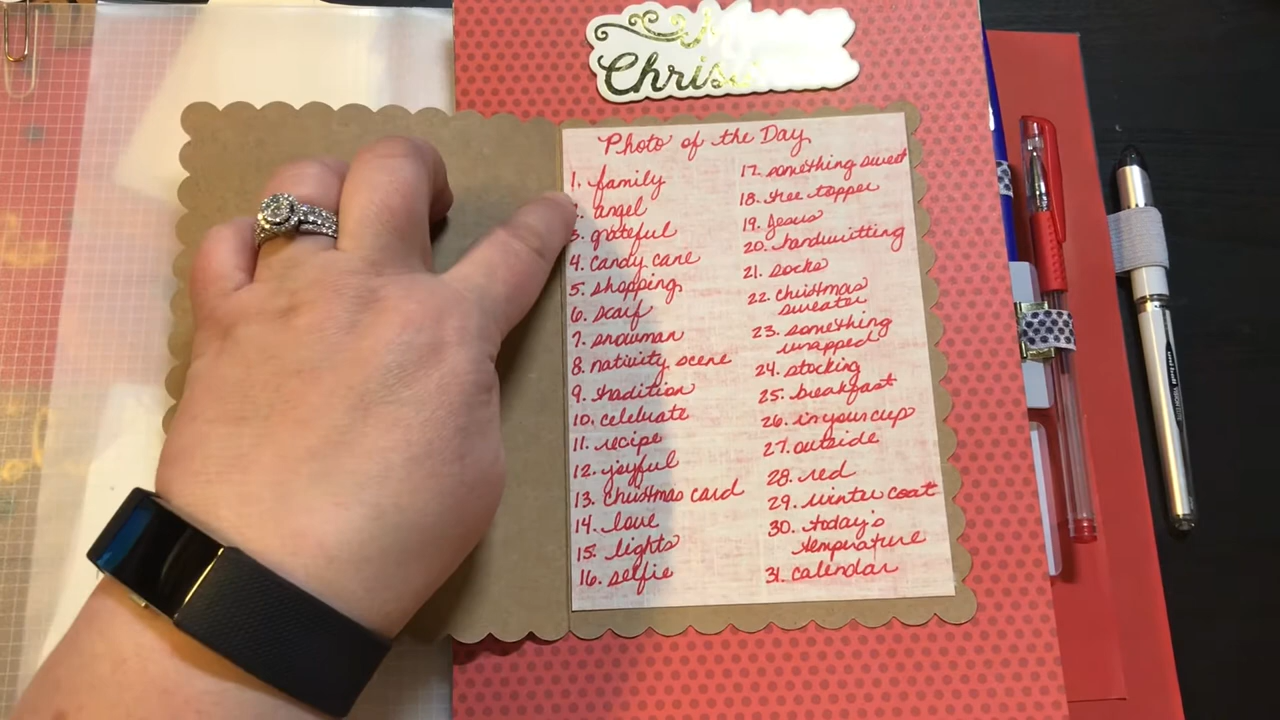 Chris
Photo of the Day
1. family
2. angel
3. grateful
4. candy cane
5. shopping
6. scarf
7. snowman
8. nativity scene
9. tradition
10. celebrate
11. recipe
12. joyful
13. christmas card
14. love
15. lights
16. selfie
17. something sweet
18. tree topper
19. Jesus
20. handwritting
21. socks
22. christmas
sweater
23. something
wrapped
24. stocking
25. breakfast
26. in your cup
27. outside
28. red
29. winter coat
30. today's
temperature
31. calendar